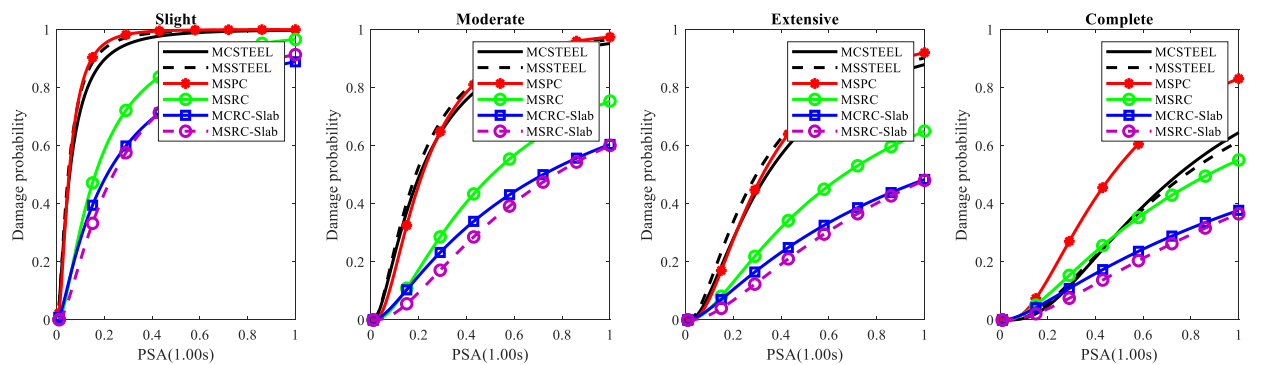 Slight
Damage probability
1
0.8
0.6
0.4
0.2
0
0 0.2 0.4 0.6 0.8 1
PSA(1.00s)
MCSTEEL
MSSTEEL
MSPC
MSRC
MCRC-Slab
MSRC-Slab
Moderate
Damage probability
1
0.8
0.6
0.4
0.2
0
0 0.2 0.4 0.6 0.8 1
PSA(1.00s)
MCSTEEL
MSSTEEL
MSPC
MSRC
MCRC-Slab
MSRC-Slab
Extensive
Damage probability
1
0.8
0.6
0.4
0.2
0
0 0.2 0.4 0.6 0.8 1
PSA(1.00s)
MCSTEEL
MSSTEEL
MSPC
MSRC
MCRC-Slab
MSRC-Slab
Complete
Damage probability
1
0.8
0.6
0.4
0.2
0
0 0.2 0.4 0.6 0.8 1
PSA(1.00s)
MCSTEEL
MSSTEEL
MSPC
MSRC
MCRC-Slab
MSRC-Slab